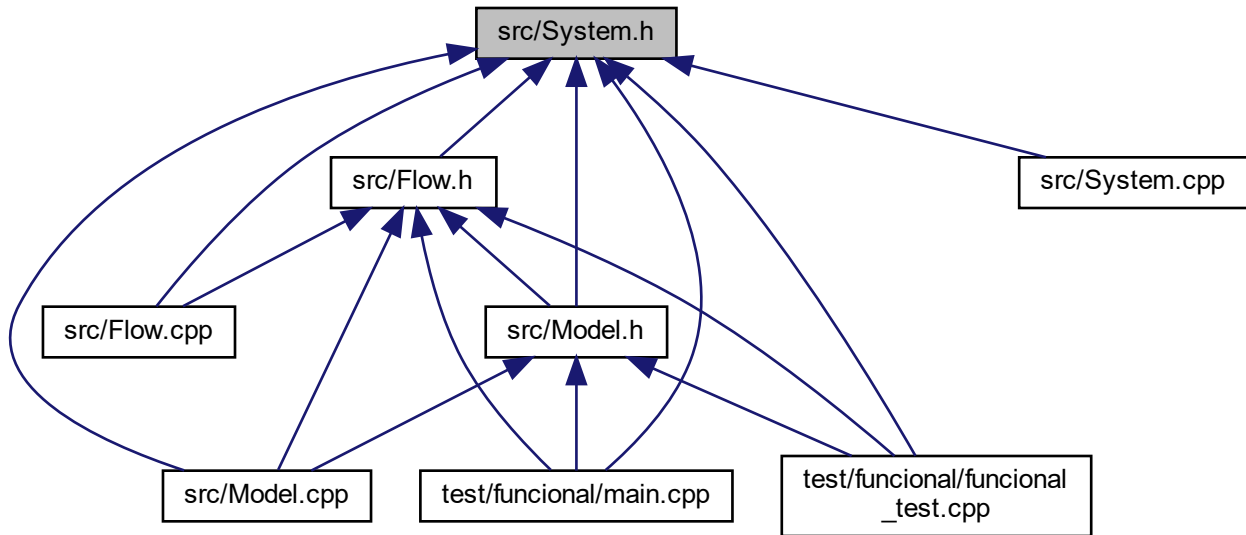 src/System.h
src/Flow.h
src/System.cpp
src/Flow.cpp
src/Model.h
src/Model.cpp
test/funcional/main.cpp
test/funcional/funcional
_test.cpp